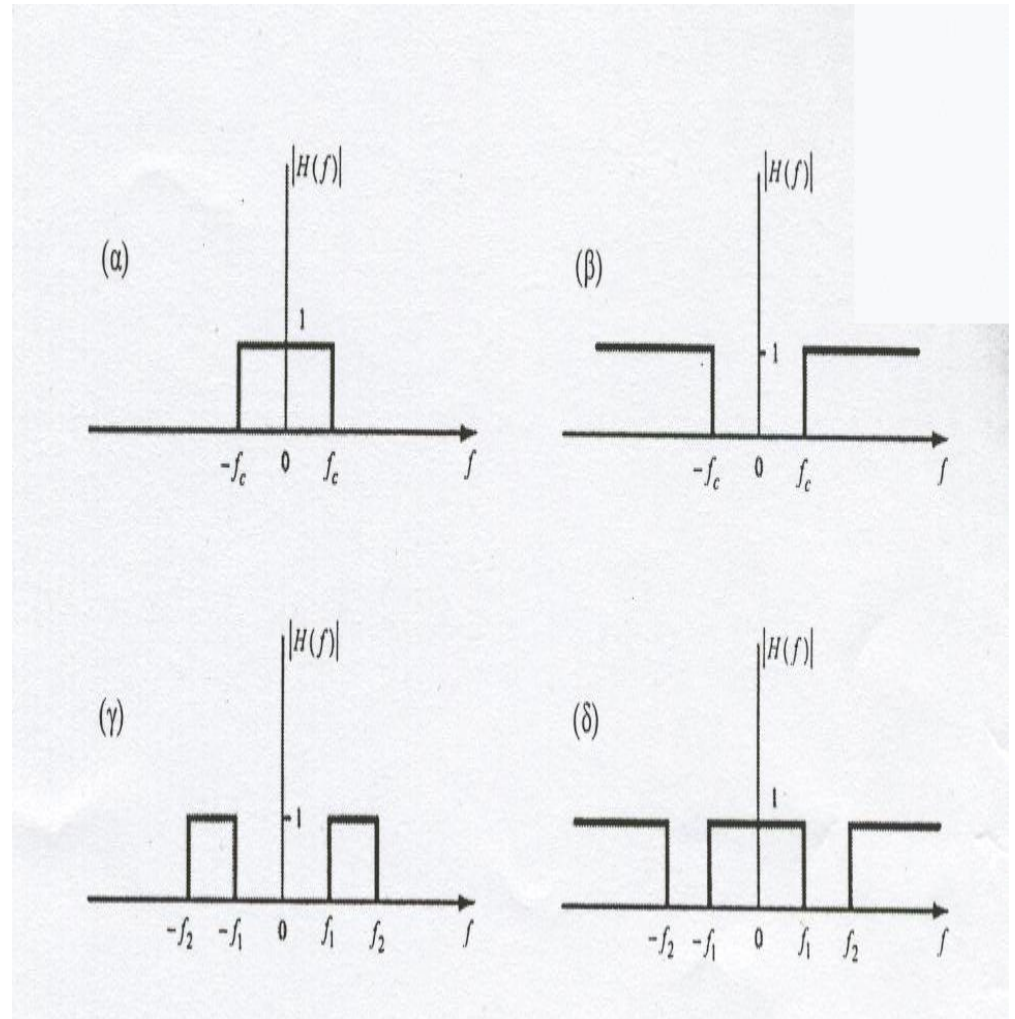 |H(f)|
(α)
1
-f_c 0 f_c f
|H(f)|
(β)
1
-f_c 0 f_c f
|H(f)|
(γ)
1
-f_2 -f_1 0 f_1 f_2 f
|H(f)|
(δ)
1
-f_2 -f_1 0 f_1 f_2 f